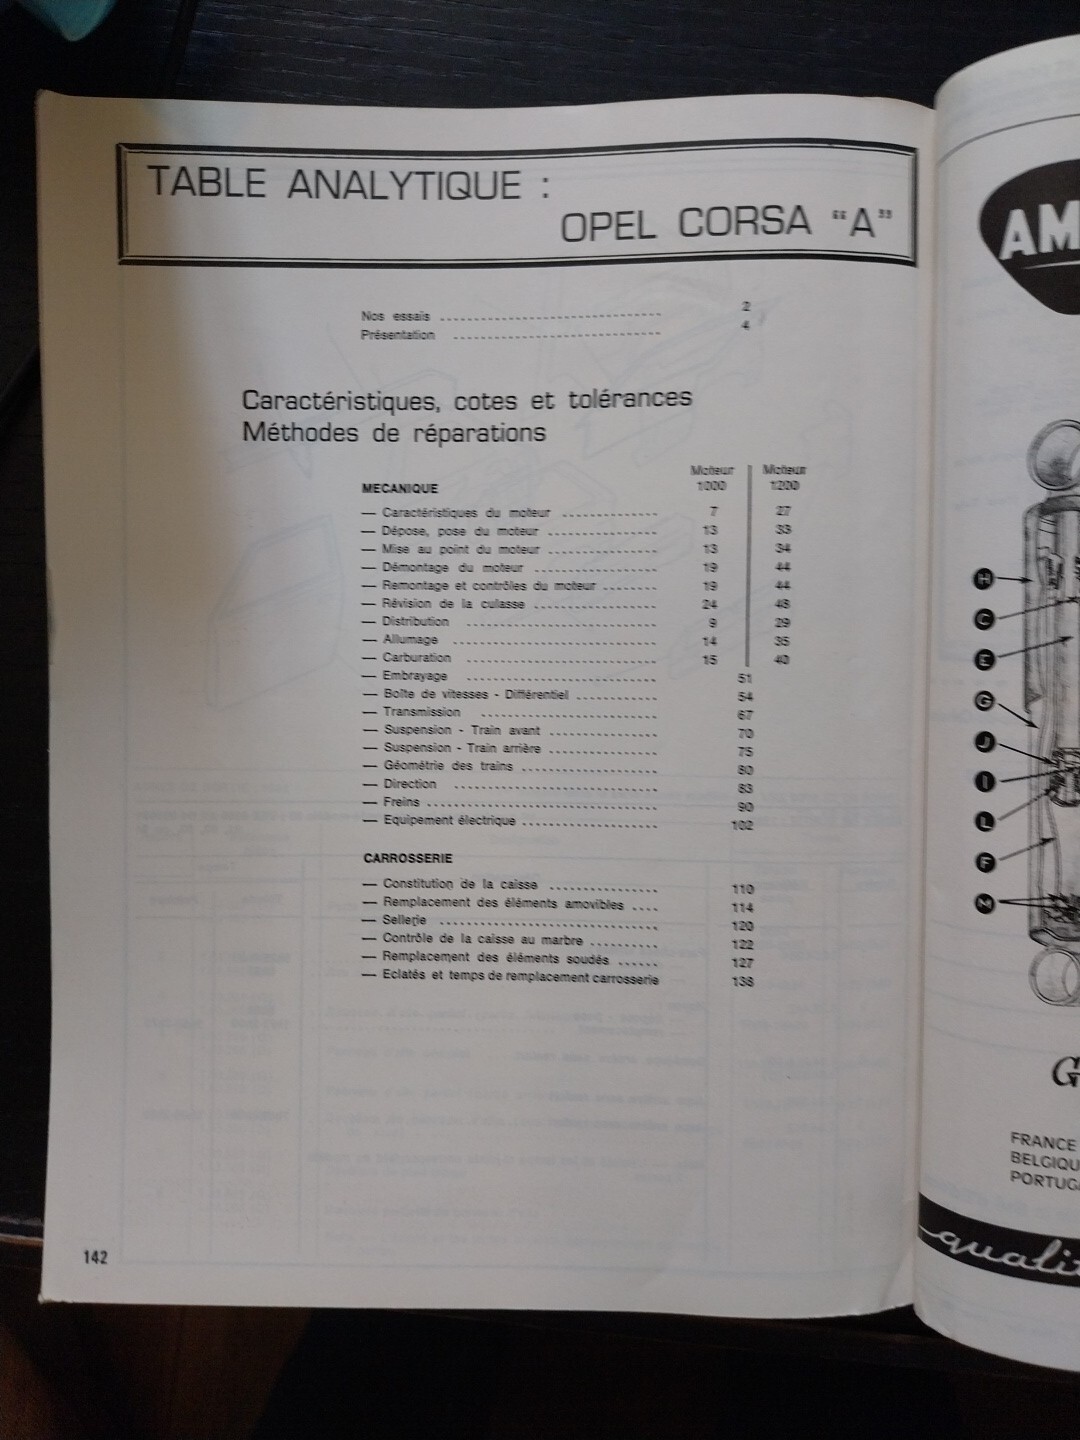 TABLE ANALYTIQUE :
OPEL CORSA “A”
Nos essais ........................................ 2
Présentation ...................................... 4
Caractéristiques, cotes et tolérances
Méthodes de réparations
Moteur Moteur
MECANIQUE 1000 1200
— Caractéristiques du moteur .............. 7 27
— Dépose, pose du moteur ................ 13 33
— Mise au point du moteur ................ 13 34
— Démontage du moteur ................... 19 44
— Remontage et contrôles du moteur ........ 19 44
— Révision de la culasse .................. 24 48
— Distribution ............................ 9 29
— Allumage .............................. 14 35
— Carburation ............................ 15 40
— Embrayage ............................ 51
— Boîte de vitesses - Différentiel ............ 54
— Transmission .......................... 67
— Suspension - Train avant ................ 70
— Suspension - Train arrière ................ 75
— Géométrie des trains .................... 80
— Direction .............................. 83
— Freins .................................. 90
— Equipement électrique .................... 102
CARROSSERIE
— Constitution de la caisse ................ 110
— Remplacement des éléments amovibles .... 114
— Sellerie ................................ 120
— Contrôle de la caisse au marbre .......... 122
— Remplacement des éléments soudés ...... 127
— Eclatés et temps de remplacement carrosserie 138
142
AM
H
C
E
G
J
I
L
F
M
G
FRANCE
BELGIQU
PORTUGA
qualit